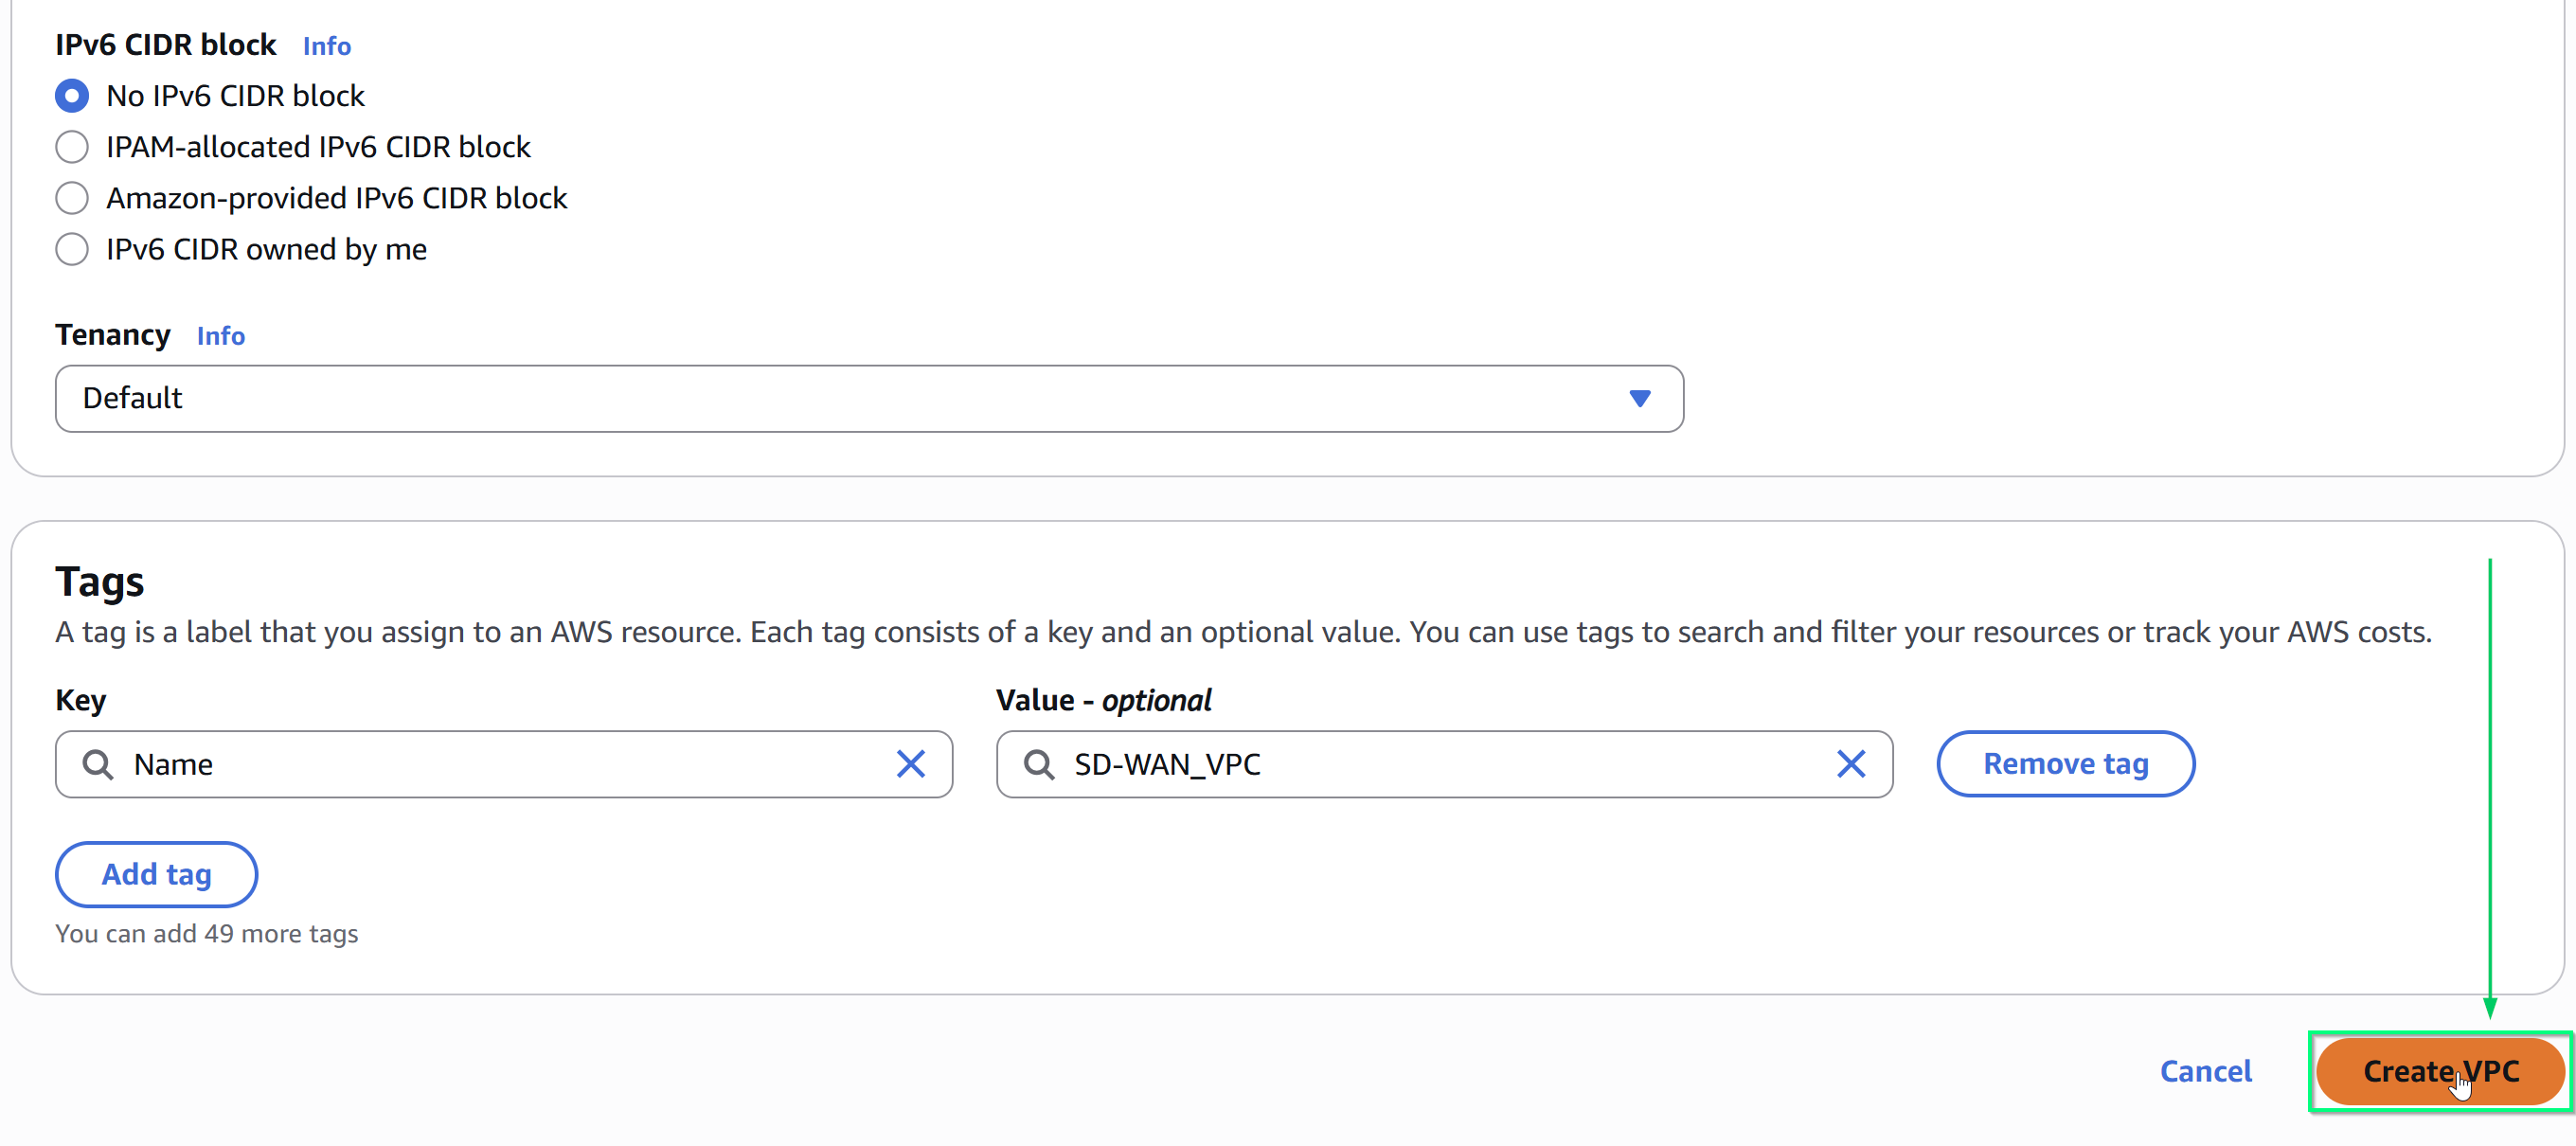 IPv6 CIDR block Info
No IPv6 CIDR block
IPAM-allocated IPv6 CIDR block
Amazon-provided IPv6 CIDR block
IPv6 CIDR owned by me
Tenancy Info
Default
Tags
A tag is a label that you assign to an AWS resource. Each tag consists of a key and an optional value. You can use tags to search and filter your resources or track your AWS costs.
Key Value - optional
Name SD-WAN_VPC Remove tag
Add tag
You can add 49 more tags
Cancel Create VPC